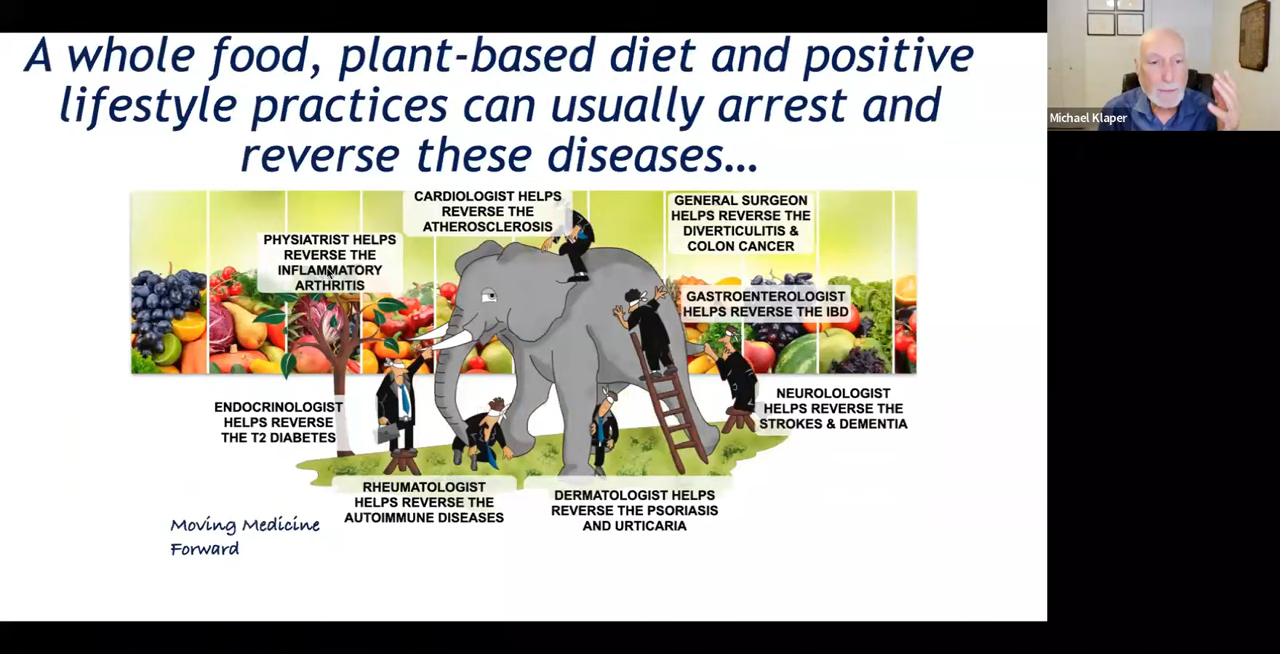 A whole food, plant-based diet and positive
lifestyle practices can usually arrest and
reverse these diseases...
Michael Klaper
CARDIOLOGIST HELPS
REVERSE THE
ATHEROSCLEROSIS
GENERAL SURGEON
HELPS REVERSE THE
DIVERTICULITIS &
COLON CANCER
PHYSIATRIST HELPS
REVERSE THE
INFLAMMATORY
ARTHRITIS
GASTROENTEROLOGIST
HELPS REVERSE THE IBD
ENDOCRINOLOGIST
HELPS REVERSE
THE T2 DIABETES
NEUROLOLOGIST
HELPS REVERSE THE
STROKES & DEMENTIA
RHEUMATOLOGIST
HELPS REVERSE THE
AUTOIMMUNE DISEASES
DERMATOLOGIST HELPS
REVERSE THE PSORIASIS
AND URTICARIA
Moving Medicine
Forward